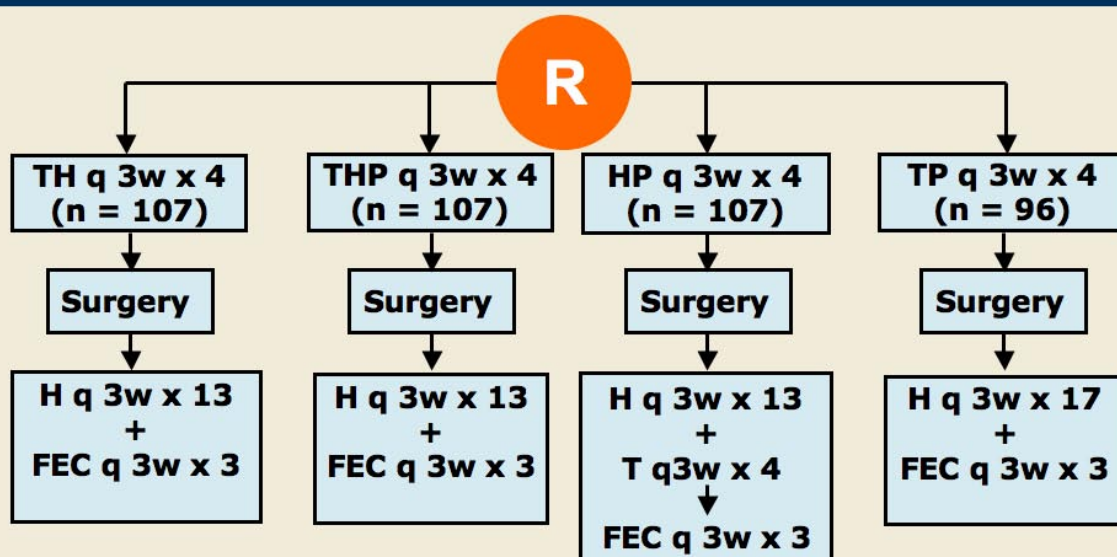 R
TH q 3w x 4
(n = 107)
Surgery
H q 3w x 13
+
FEC q 3w x 3
THP q 3w x 4
(n = 107)
Surgery
H q 3w x 13
+
FEC q 3w x 3
HP q 3w x 4
(n = 107)
Surgery
H q 3w x 13
+
T q3w x 4
FEC q 3w x 3
TP q 3w x 4
(n = 96)
Surgery
H q 3w x 17
+
FEC q 3w x 3